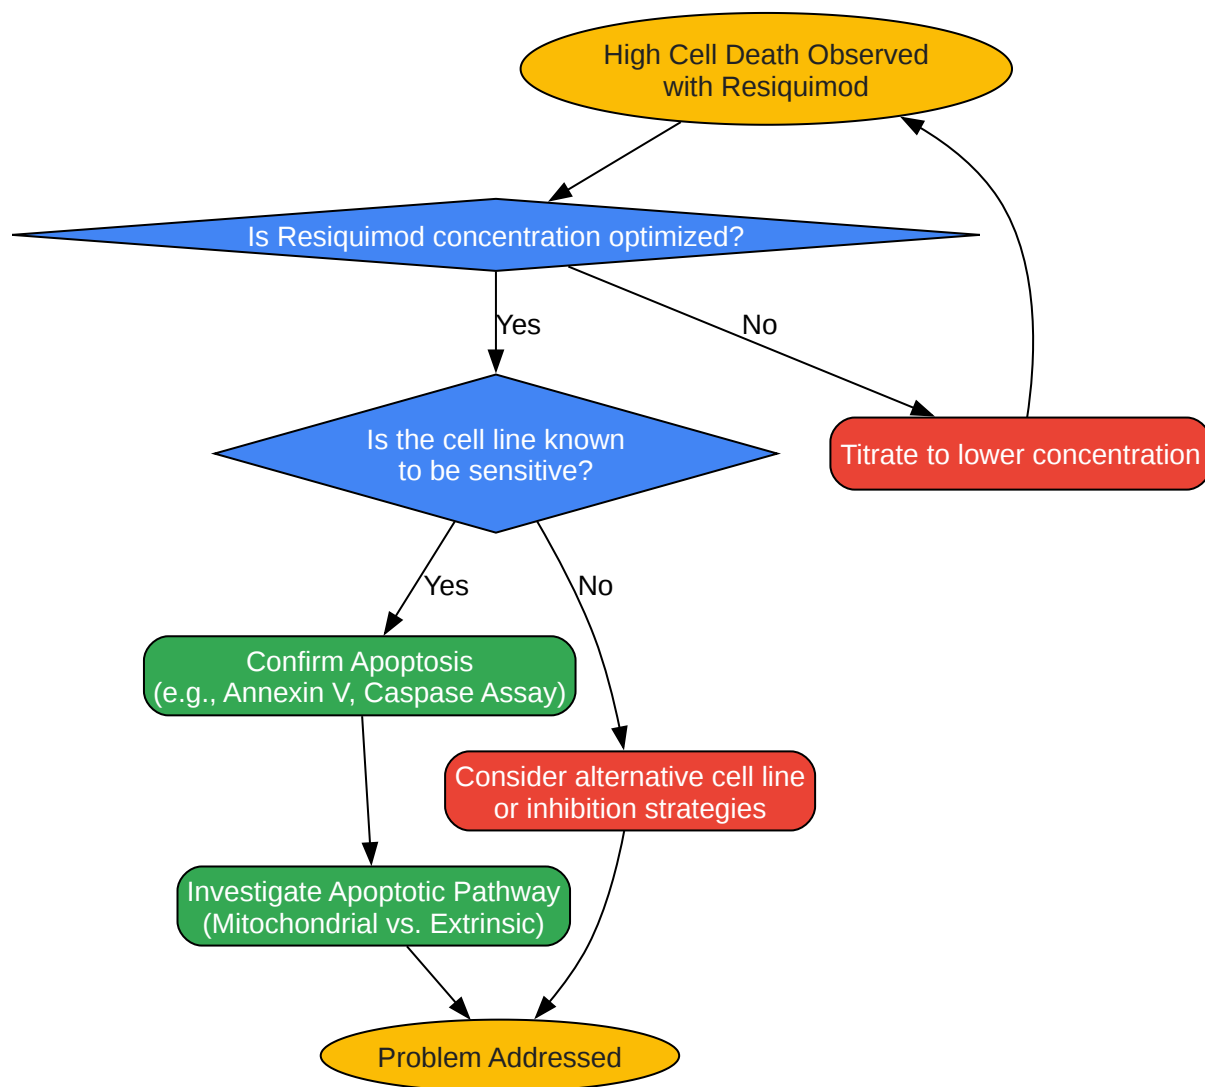 High Cell Death Observed
with Resiquimod
Is Resiquimod concentration optimized?
Yes
No
Is the cell line known
to be sensitive?
Titrate to lower concentration
Yes
No
Confirm Apoptosis
(e.g., Annexin V, Caspase Assay)
Consider alternative cell line
or inhibition strategies
Investigate Apoptotic Pathway
(Mitochondrial vs. Extrinsic)
Problem Addressed